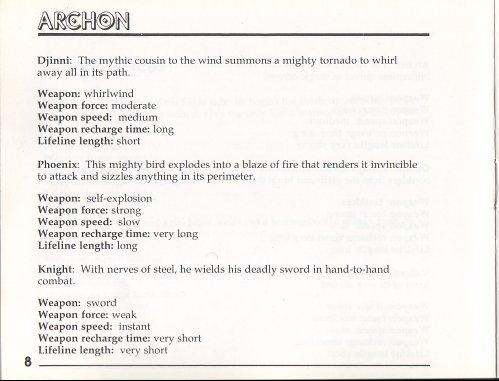 ARCHON
Djinni: The mythic cousin to the wind summons a mighty tornado to whirl
away all in its path.
Weapon: whirlwind
Weapon force: moderate
Weapon speed: medium
Weapon recharge time: long
Lifeline length: short
Phoenix: This mighty bird explodes into a blaze of fire that renders it invincible
to attack and sizzles anything in its perimeter.
Weapon: self-explosion
Weapon force: strong
Weapon speed: slow
Weapon recharge time: very long
Lifeline length: long
Knight: With nerves of steel, he wields his deadly sword in hand-to-hand
combat.
Weapon: sword
Weapon force: weak
Weapon speed: instant
Weapon recharge time: very short
Lifeline length: very short
8